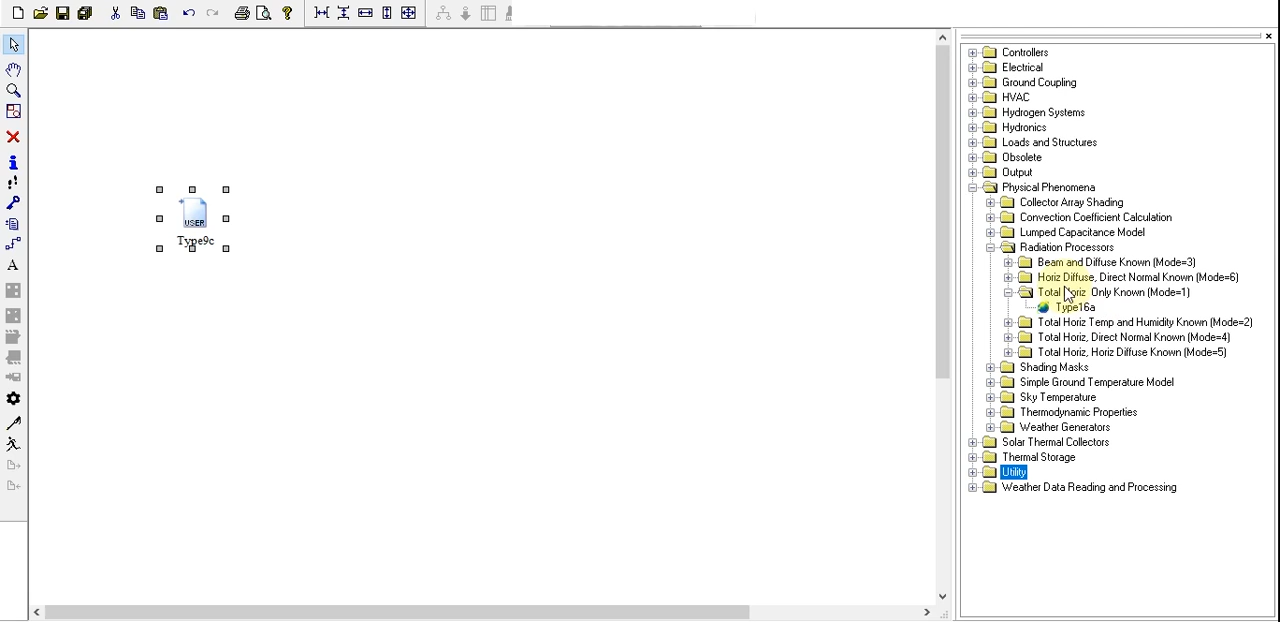 USER
Type9c
Controllers
Electrical
Ground Coupling
HVAC
Hydrogen Systems
Hydronics
Loads and Structures
Obsolete
Output
Physical Phenomena
Collector Array Shading
Convection Coefficient Calculation
Lumped Capacitance Model
Radiation Processors
Beam and Diffuse Known (Mode=3)
Horiz Diffuse, Direct Normal Known (Mode=6)
Total Horiz Only Known (Mode=1)
Type16a
Total Horiz Temp and Humidity Known (Mode=2)
Total Horiz, Direct Normal Known (Mode=4)
Total Horiz, Horiz Diffuse Known (Mode=5)
Shading Masks
Simple Ground Temperature Model
Sky Temperature
Thermodynamic Properties
Weather Generators
Solar Thermal Collectors
Thermal Storage
Utility
Weather Data Reading and Processing